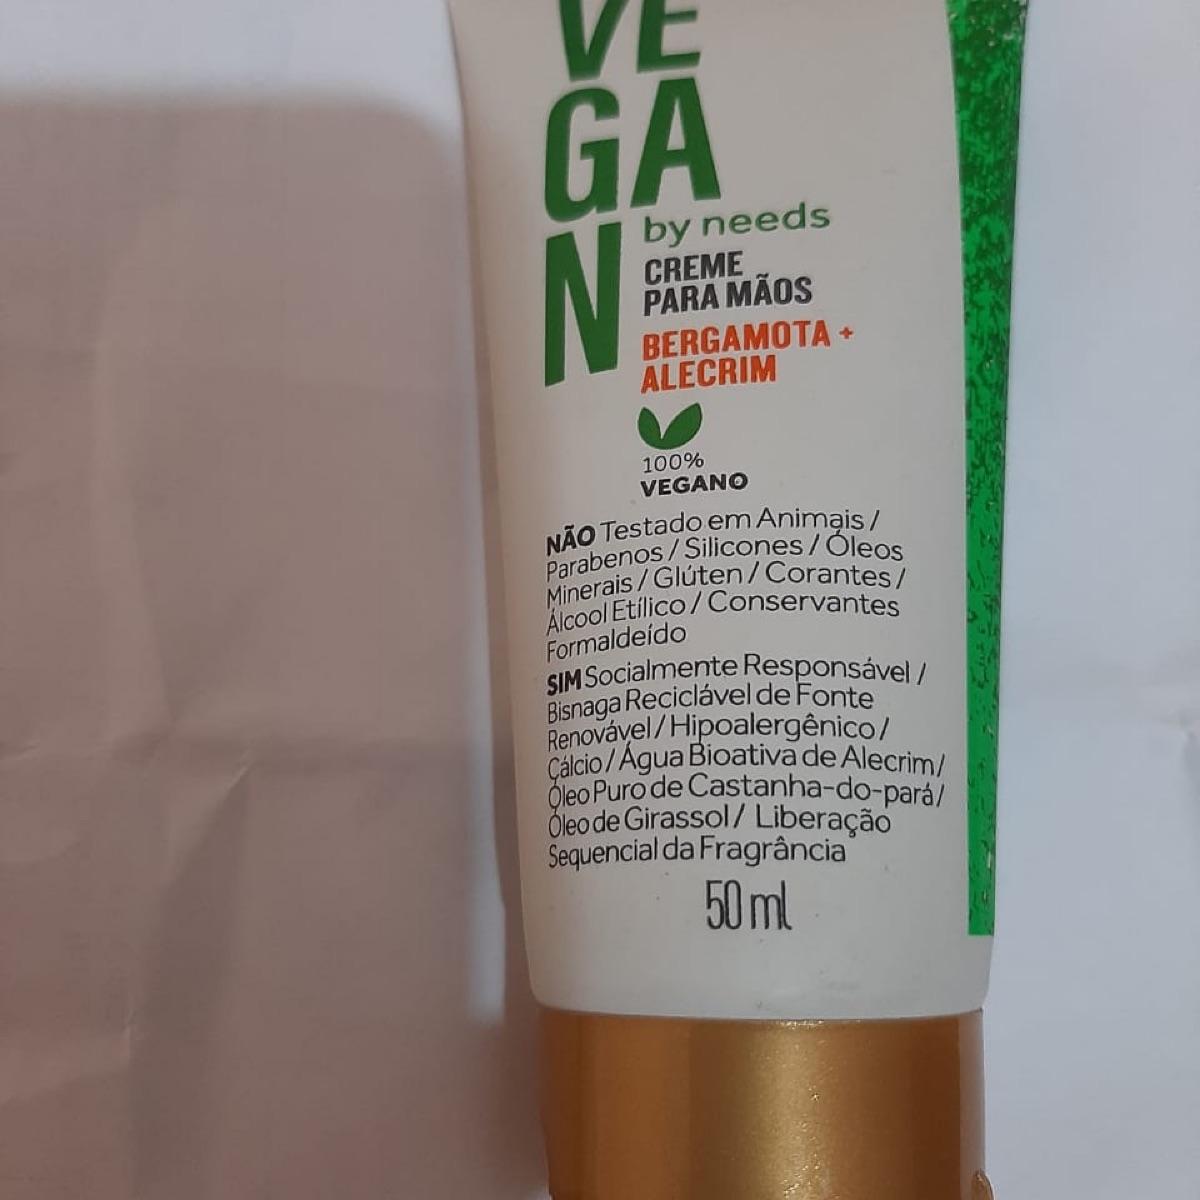 VE
GA
N
by needs
CREME
PARA MÃOS
BERGAMOTA +
ALECRIM
100%
VEGANO
NÃO Testado em Animais /
Parabenos / Silicones / Óleos
Minerais / Glúten / Corantes /
Álcool Etílico / Conservantes
Formaldeído
SIM Socialmente Responsável /
Bisnaga Reciclável de Fonte
Renovável / Hipoalergênico /
Cálcio / Água Bioativa de Alecrim /
Óleo Puro de Castanha-do-pará /
Óleo de Girassol / Liberação
Sequencial da Fragrância
50 ml